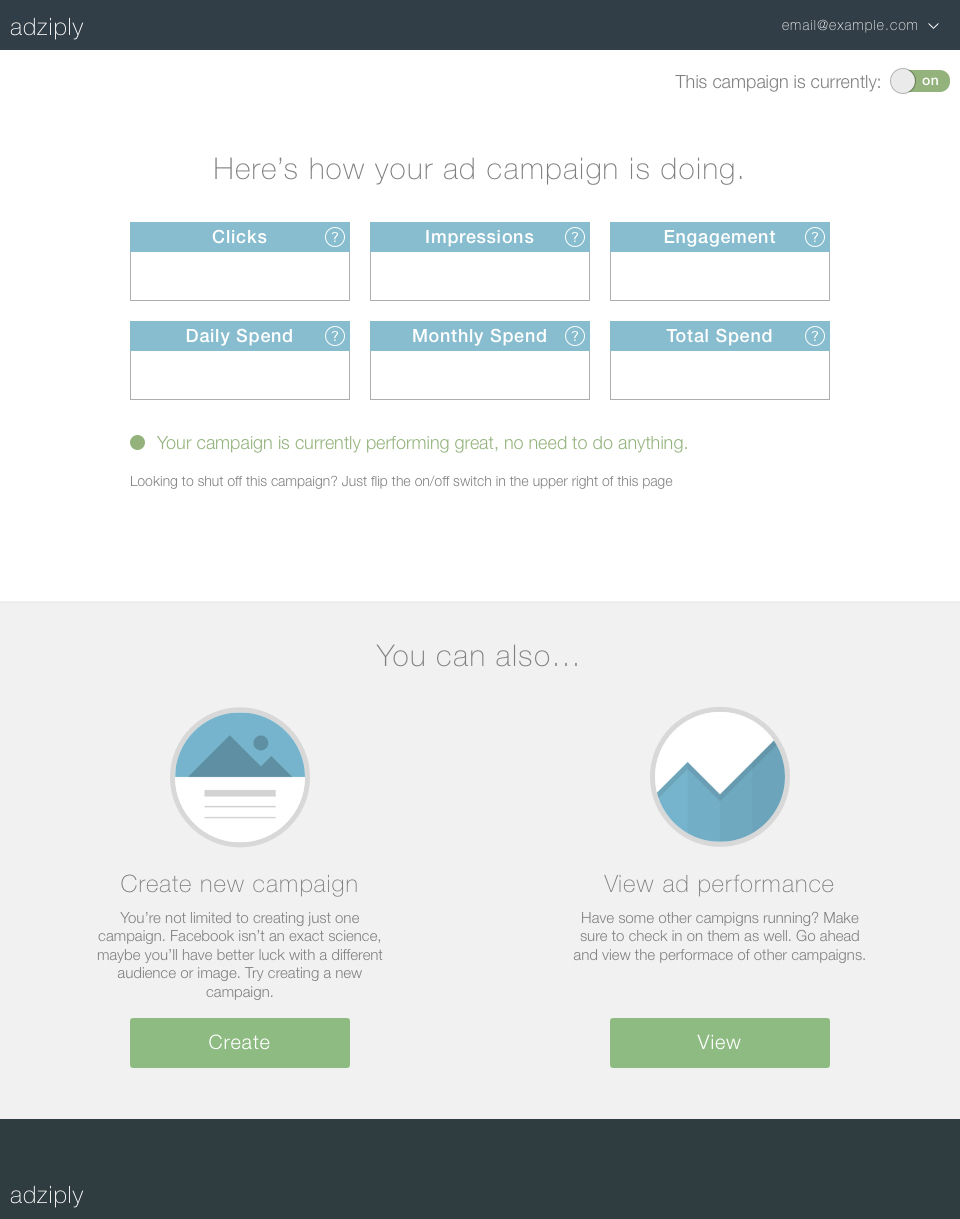 adziply
email@example.com
This campaign is currently:
on
Here’s how your ad campaign is doing.
Clicks ?
Impressions ?
Engagement ?
Daily Spend ?
Monthly Spend ?
Total Spend ?
Your campaign is currently performing great, no need to do anything.
Looking to shut off this campaign? Just flip the on/off switch in the upper right of this page
You can also...
Create new campaign
You’re not limited to creating just one
campaign. Facebook isn’t an exact science,
maybe you’ll have better luck with a different
audience or image. Try creating a new
campaign.
Create
View ad performance
Have some other campigns running? Make
sure to check in on them as well. Go ahead
and view the performace of other campaigns.
View
adziply